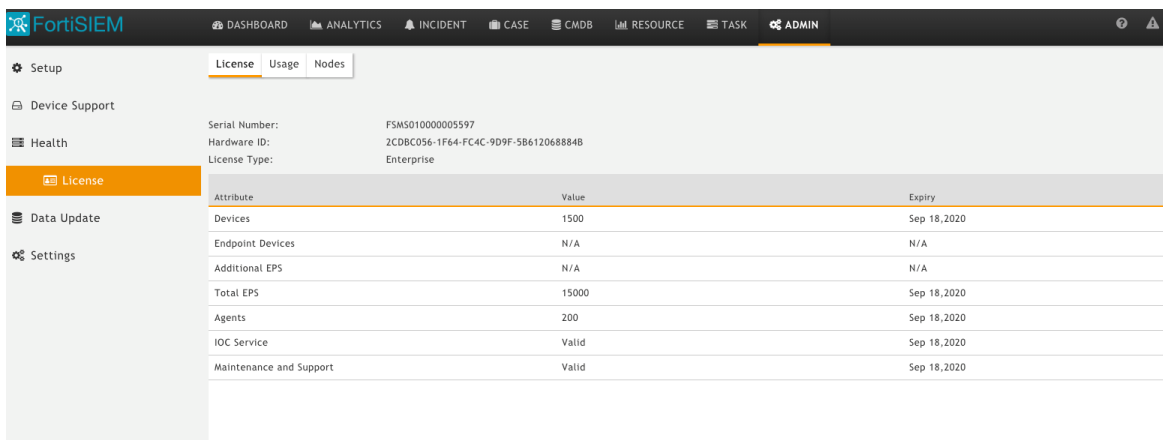 FortiSIEM DASHBOARD ANALYTICS INCIDENT CASE CMDB RESOURCE TASK ADMIN
Setup
Device Support
Health
License
Data Update
Settings
License Usage Nodes
Serial Number: FSMS010000005597
Hardware ID: 2CDBC056-1F64-FC4C-9D9F-5B612068884B
License Type: Enterprise
Attribute Value Expiry
Devices 1500 Sep 18,2020
Endpoint Devices N/A N/A
Additional EPS N/A N/A
Total EPS 15000 Sep 18,2020
Agents 200 Sep 18,2020
IOC Service Valid Sep 18,2020
Maintenance and Support Valid Sep 18,2020